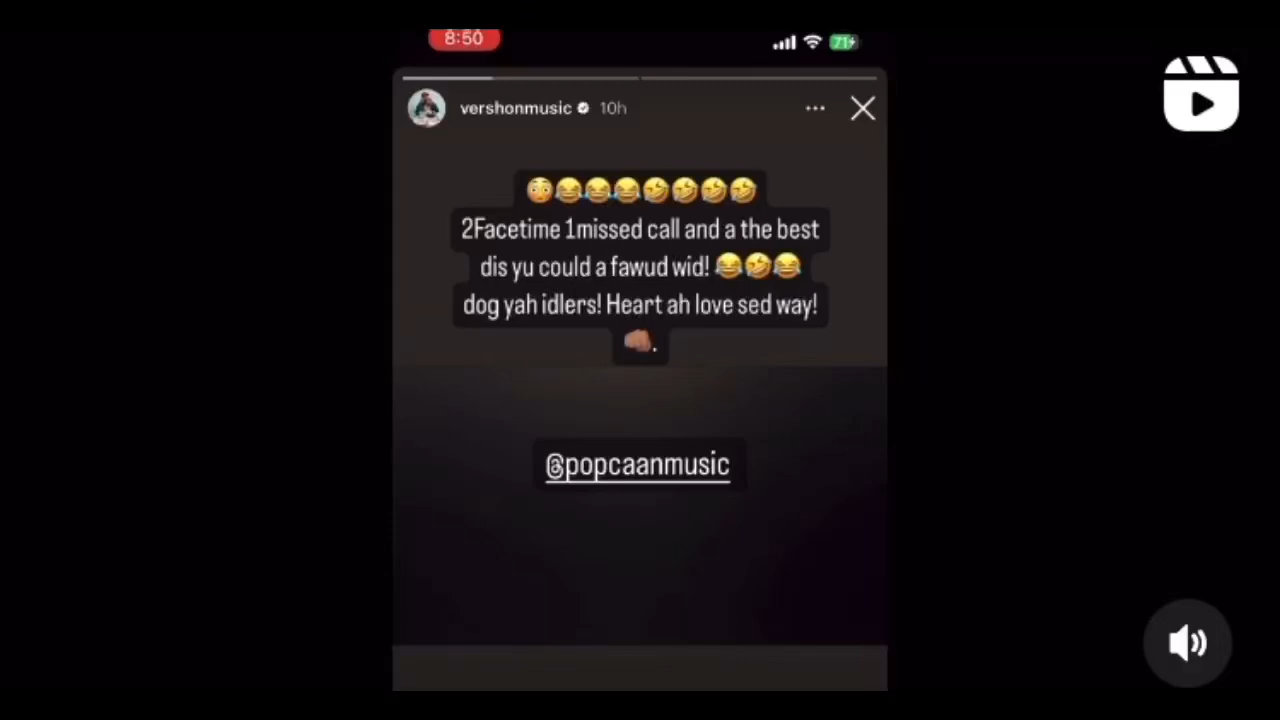 8:50
71
vershonmusic 10h
😳😂😂😂🤣🤣🤣🤣
2Facetime 1missed call and a the best
dis yu could a fawud wid! 😂🤣😂
dog yah idlers! Heart ah love sed way!
👊🏽.
@popcaanmusic